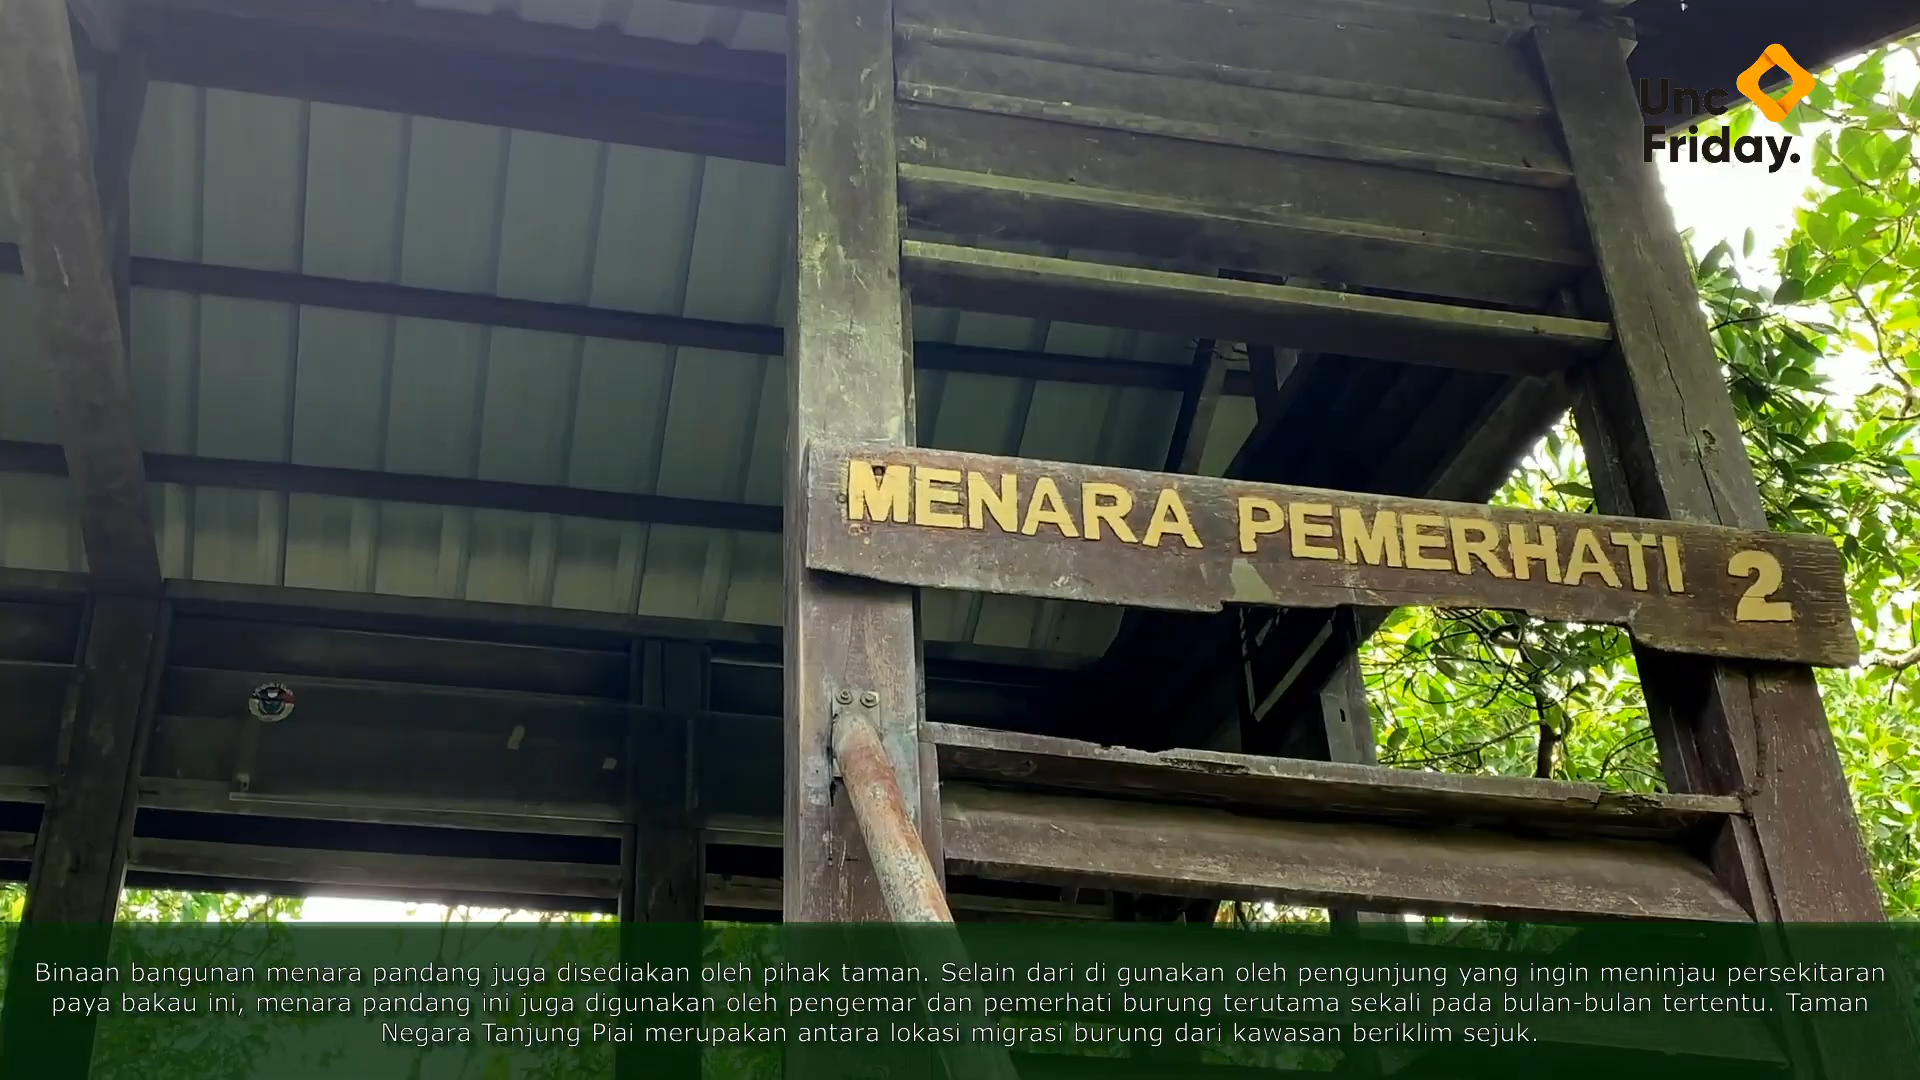 Unc
Friday.
MENARA PEMERHATI 2
Binaan bangunan menara pandang juga disediakan oleh pihak taman. Selain dari di gunakan oleh pengunjung yang ingin meninjau persekitaran
paya bakau ini, menara pandang ini juga digunakan oleh pengemar dan pemerhati burung terutama sekali pada bulan-bulan tertentu. Taman
Negara Tanjung Piai merupakan antara lokasi migrasi burung dari kawasan beriklim sejuk.